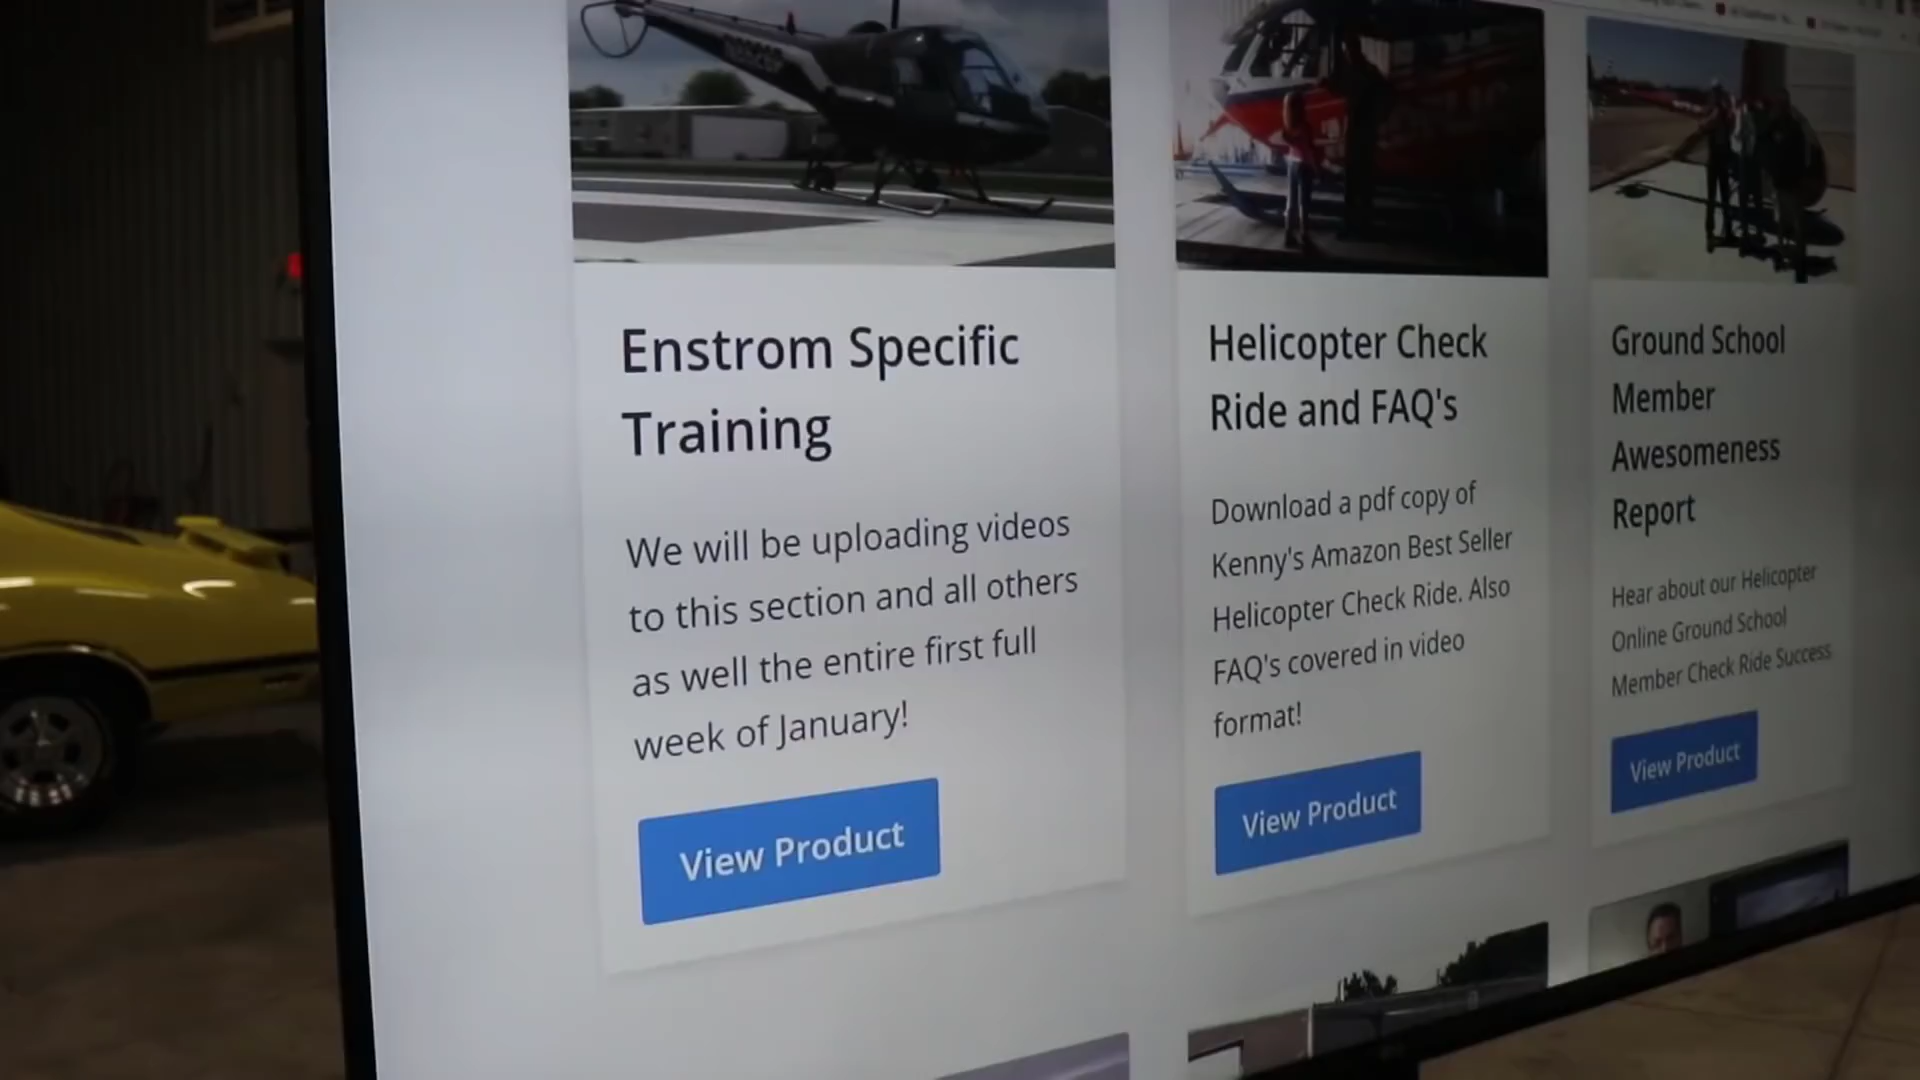 Enstrom Specific
Training
We will be uploading videos
to this section and all others
as well the entire first full
week of January!
View Product
Helicopter Check
Ride and FAQ's
Download a pdf copy of
Kenny's Amazon Best Seller
Helicopter Check Ride. Also
FAQ's covered in video
format!
View Product
Ground School
Member
Awesomeness
Report
Hear about our Helicopter
Online Ground School
Member Check Ride Success
View Product